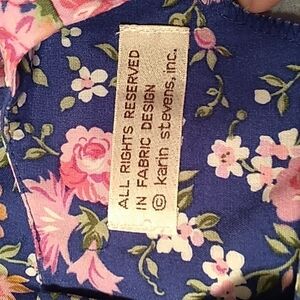 ALL RIGHTS RESERVED
IN FABRIC DESIGN
© karin stevens, inc.